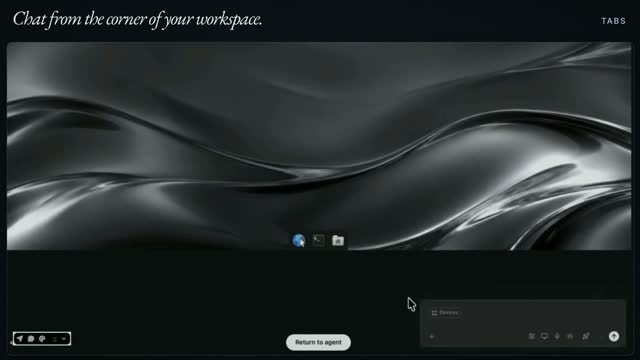 Chat from the corner of your workspace.
TABS
Return to agent